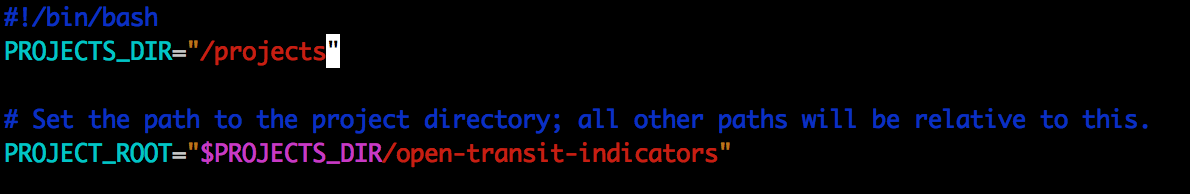 #!/bin/bash
PROJECTS_DIR="/projects"
# Set the path to the project directory; all other paths will be relative to this.
PROJECT_ROOT="$PROJECTS_DIR/open-transit-indicators"